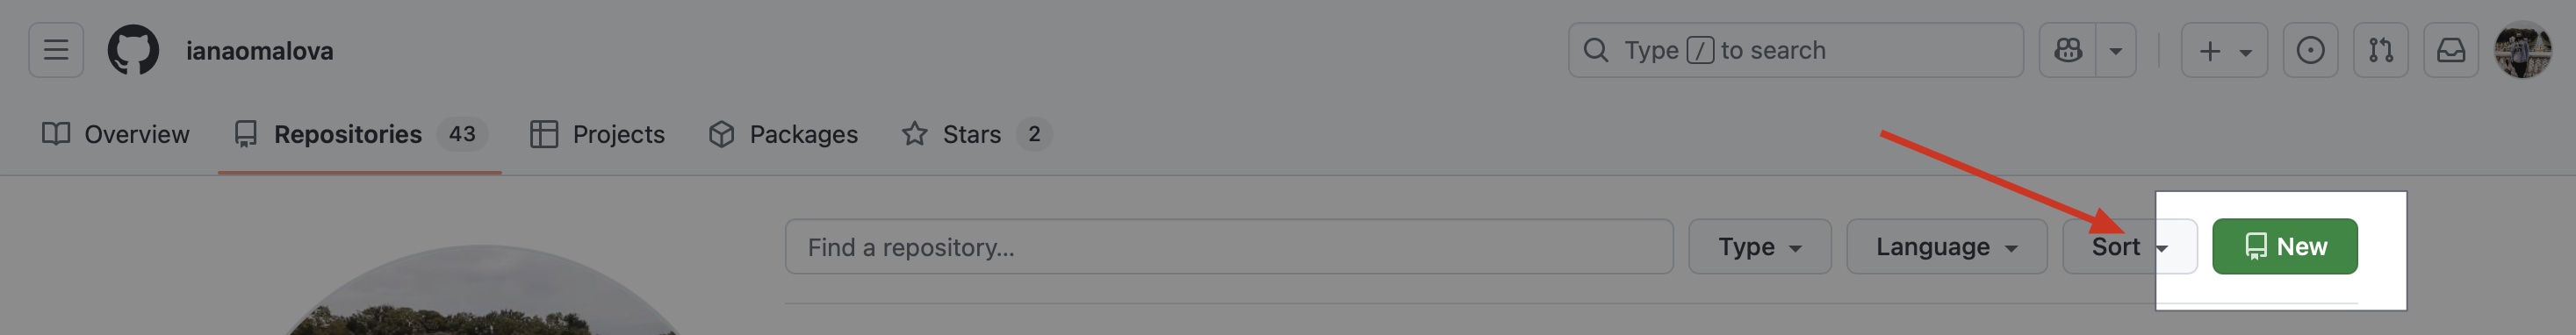 ianaomalova Type / to search
Overview Repositories 43 Projects Packages Stars 2
Find a repository... Type Language Sort New